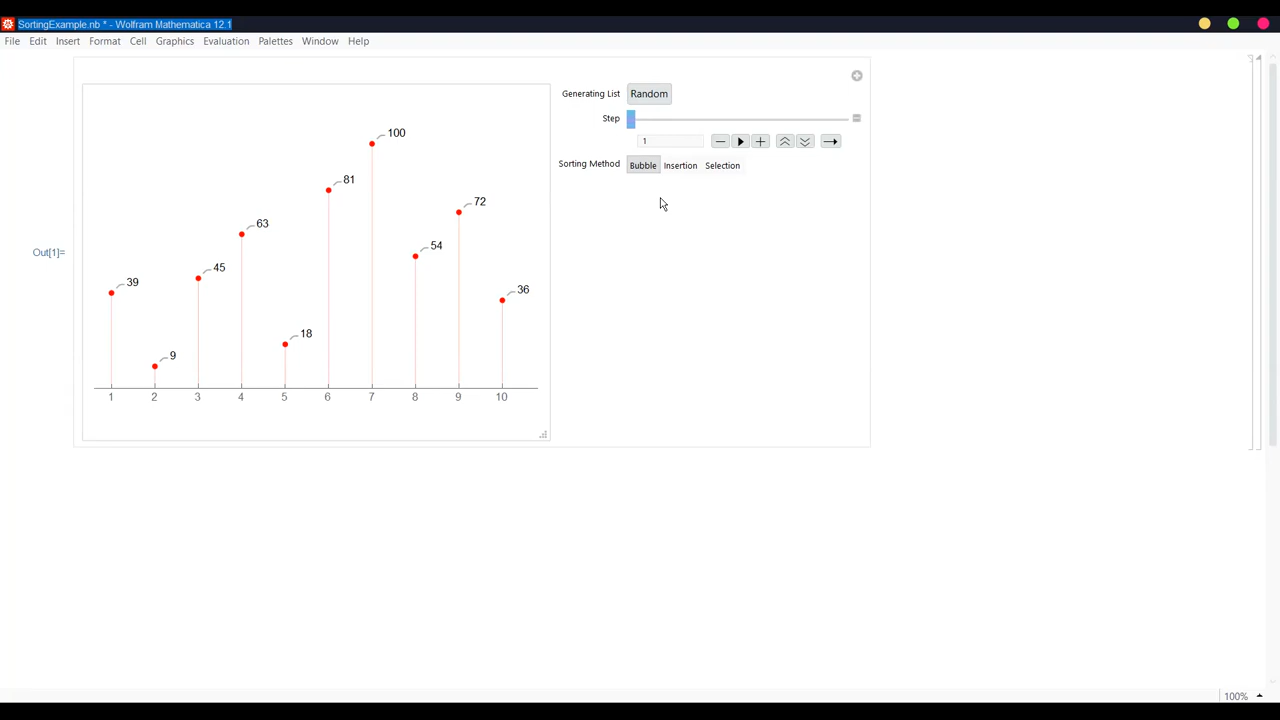 SortingExample.nb * - Wolfram Mathematica 12.1
File Edit Insert Format Cell Graphics Evaluation Palettes Window Help
Generating List Random
Step
1
Sorting Method Bubble Insertion Selection
Out[1]=
100
81
72
63
54
45
39
36
18
9
1 2 3 4 5 6 7 8 9 10
100%